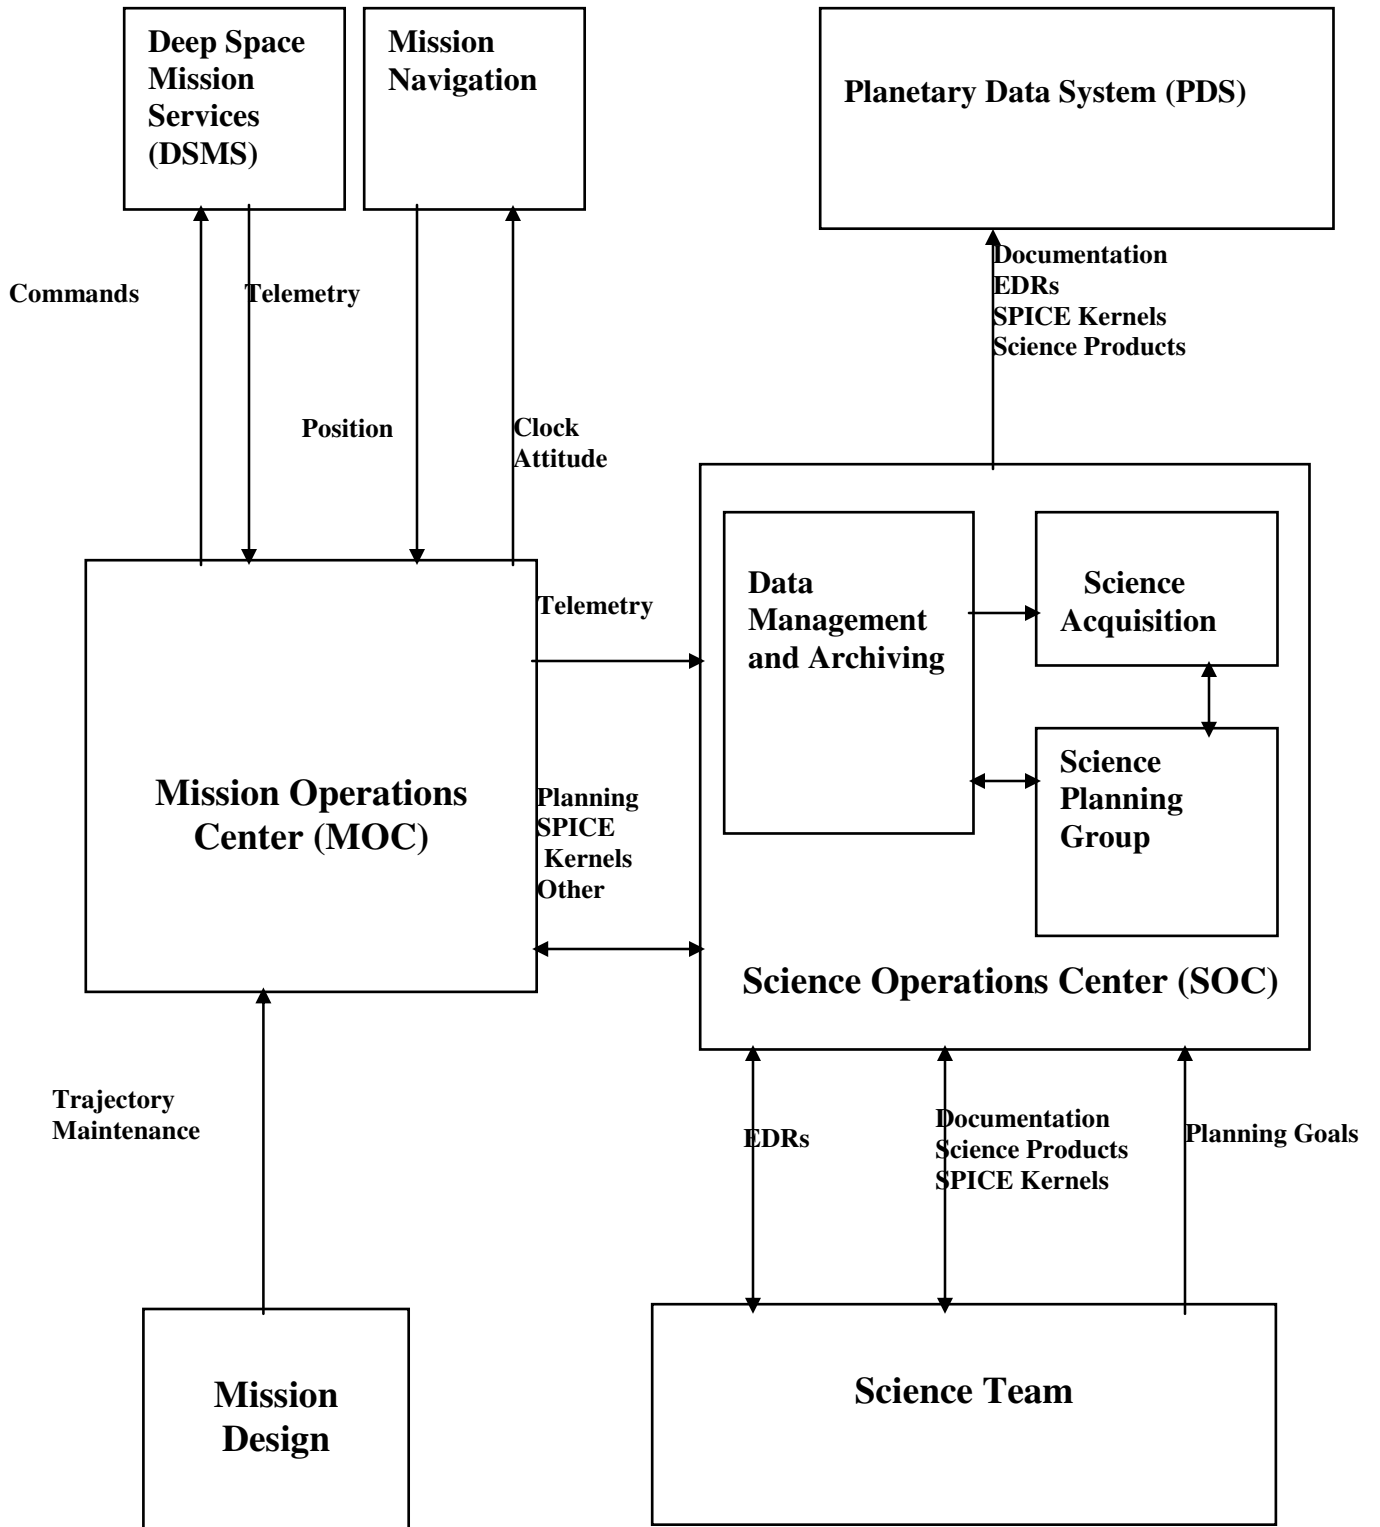 Deep Space
Mission
Services
(DSMS)
Mission
Navigation
Planetary Data System (PDS)
Commands
Telemetry
Documentation
EDRs
SPICE Kernels
Science Products
Position
Clock
Attitude
Telemetry
Data
Management
and Archiving
Science
Acquisition
Mission Operations
Center (MOC)
Planning
SPICE
Kernels
Other
Science
Planning
Group
Science Operations Center (SOC)
Trajectory
Maintenance
EDRs
Documentation
Science Products
SPICE Kernels
Planning Goals
Mission
Design
Science Team